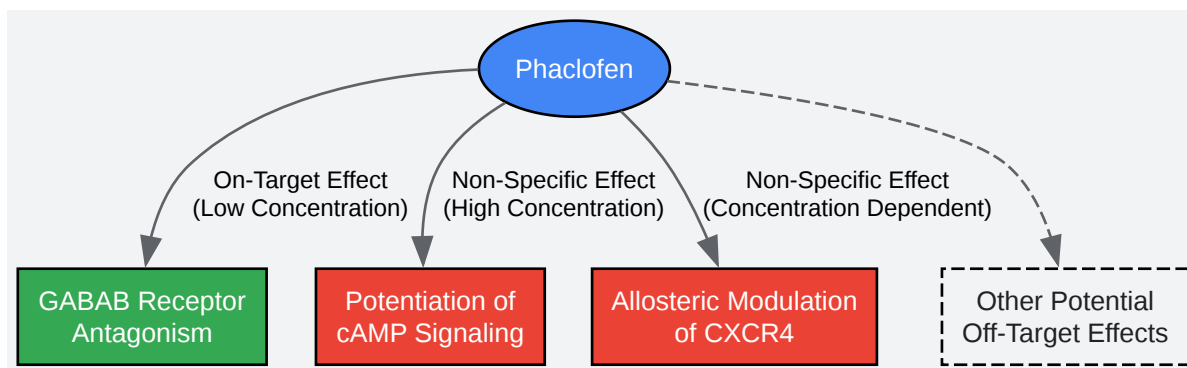 Phaclofen
On-Target Effect
(Low Concentration)
Non-Specific Effect
(High Concentration)
Non-Specific Effect
(Concentration Dependent)
GABAB Receptor
Antagonism
Potentiation of
cAMP Signaling
Allosteric Modulation
of CXCR4
Other Potential
Off-Target Effects